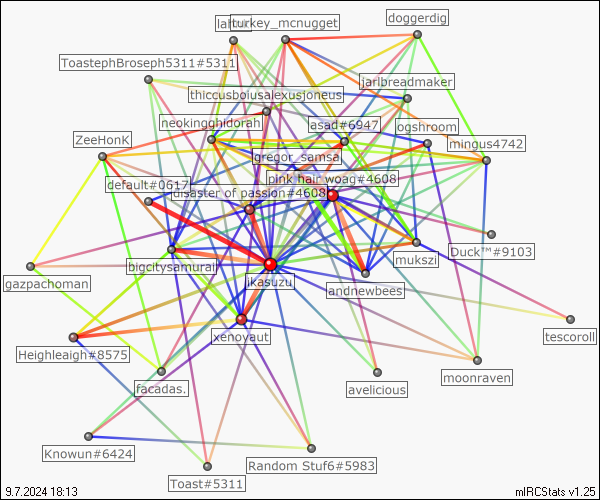 turkey_mcnugget
doggerdig
ToastephBroseph5311#5311
jarlbreadmaker
thiccusboiusalexusjoneus
neokingghidorah
asad#6947
ogshroom
mingus4742
ZeeHonK
gregor_samsa
pink hair woag#4608
default#0617
disaster of passion#4608
Duck™#9103
mukszi
bigcitysamurai
gazpachoman
ikasuzu
andnewbees
tescoroll
xenoyaut
Heighleaigh#8575
moonraven
facadas.
avelicious
Knowun#6424
Random Stuf6#5983
Toast#5311
9.7.2024 18:13
mIRCStats v1.25